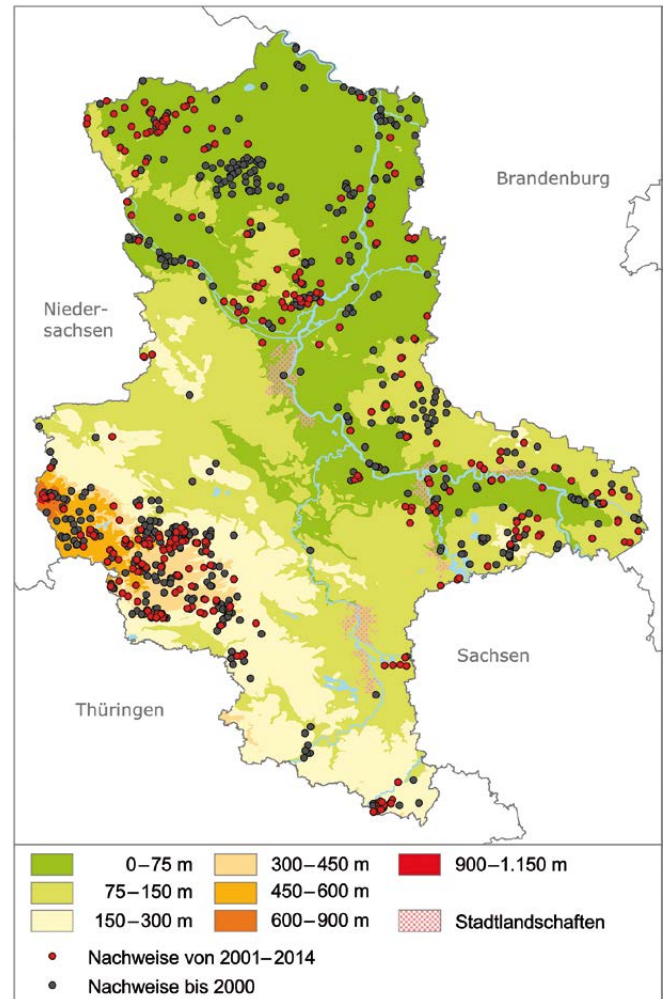 Brandenburg
Nieder-
sachsen
Sachsen
Thüringen
0–75 m
300–450 m
900–1.150 m
75–150 m
450–600 m
150–300 m
600–900 m
Stadtlandschaften
Nachweise von 2001–2014
Nachweise bis 2000